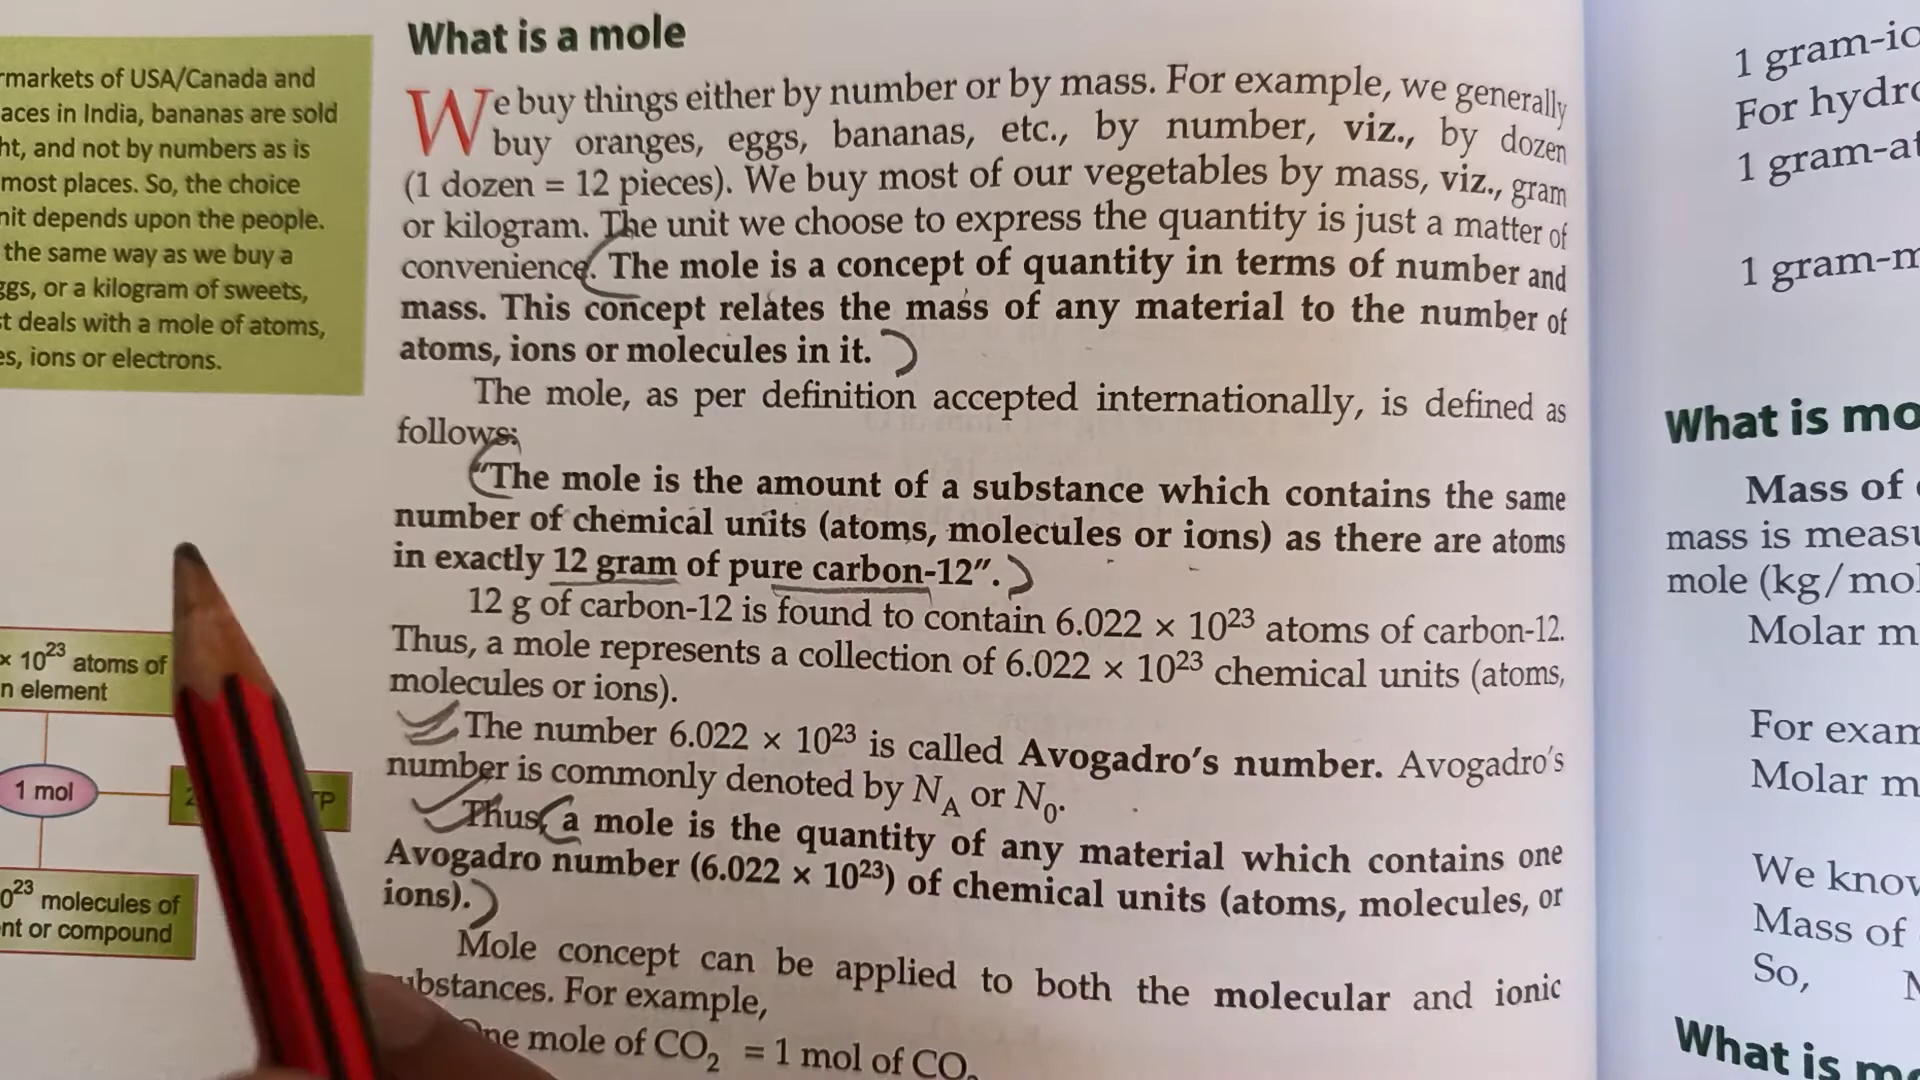 What is a mole
markets of USA/Canada and
aces in India, bananas are sold
ht, and not by numbers as is
most places. So, the choice
nit depends upon the people.
the same way as we buy a
ggs, or a kilogram of sweets,
t deals with a mole of atoms,
es, ions or electrons.
We buy things either by number or by mass. For example, we generally
buy oranges, eggs, bananas, etc., by number, viz., by dozen
(1 dozen = 12 pieces). We buy most of our vegetables by mass, viz., gram
or kilogram. The unit we choose to express the quantity is just a matter of
convenience. The mole is a concept of quantity in terms of number and
mass. This concept relates the mass of any material to the number of
atoms, ions or molecules in it.
The mole, as per definition accepted internationally, is defined as
follows:
"The mole is the amount of a substance which contains the same
number of chemical units (atoms, molecules or ions) as there are atoms
in exactly 12 gram of pure carbon-12".
12 g of carbon-12 is found to contain 6.022 × 10²³ atoms of carbon-12.
Thus, a mole represents a collection of 6.022 × 10²³ chemical units (atoms,
molecules or ions).
The number 6.022 × 10²³ is called Avogadro's number. Avogadro's
number is commonly denoted by N_A or N₀.
Thus, a mole is the quantity of any material which contains one
Avogadro number (6.022 × 10²³) of chemical units (atoms, molecules, or
ions).
Mole concept can be applied to both the molecular and ionic
ubstances. For example,
ne mole of CO₂ = 1 mol of CO
× 10²³ atoms of
n element
1 mol
TP
0²³ molecules of
nt or compound
1 gram-io
For hydro
1 gram-at
1 gram-m
What is mo
Mass of
mass is measu
mole (kg/mol
Molar m
For exam
Molar m
We know
Mass of
So,
What is m